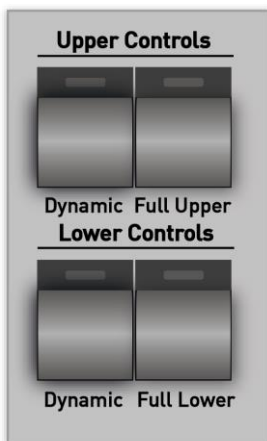 Upper Controls
Dynamic Full Upper
Lower Controls
Dynamic Full Lower